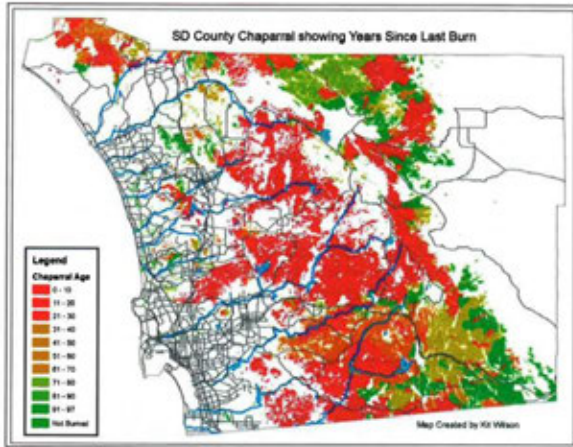 SD County Chaparral showing Years Since Last Burn
Legend
Chaparral Age
0 - 10
11 - 20
21 - 30
31 - 40
41 - 50
51 - 60
61 - 70
71 - 80
81 - 90
91 - 97
Not Burned
Map Created by Kit Wilson